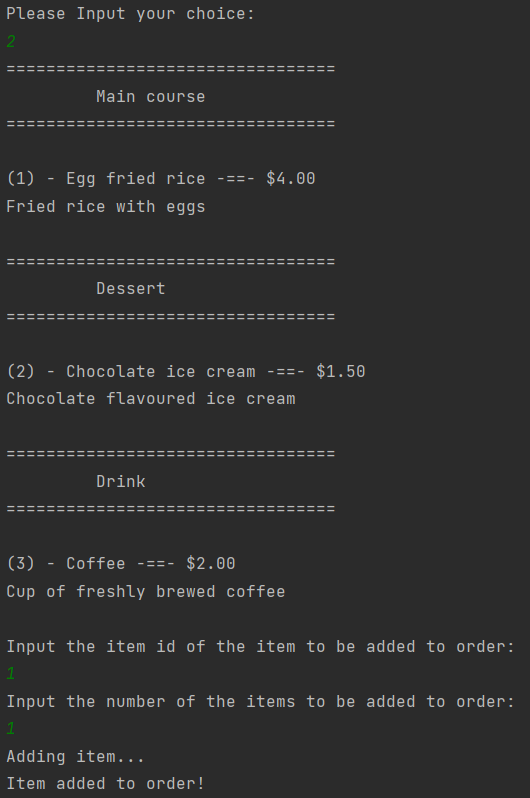 Please Input your choice:
2
=================================
Main course
=================================
(1) - Egg fried rice -==- $4.00
Fried rice with eggs
=================================
Dessert
=================================
(2) - Chocolate ice cream -==- $1.50
Chocolate flavoured ice cream
=================================
Drink
=================================
(3) - Coffee -==- $2.00
Cup of freshly brewed coffee
Input the item id of the item to be added to order:
1
Input the number of the items to be added to order:
1
Adding item...
Item added to order!